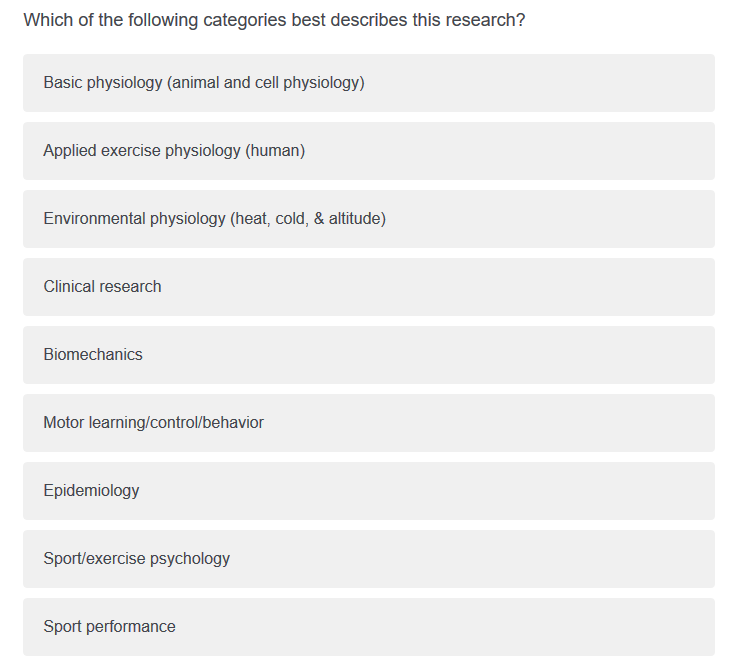 Which of the following categories best describes this research?
Basic physiology (animal and cell physiology)
Applied exercise physiology (human)
Environmental physiology (heat, cold, & altitude)
Clinical research
Biomechanics
Motor learning/control/behavior
Epidemiology
Sport/exercise psychology
Sport performance